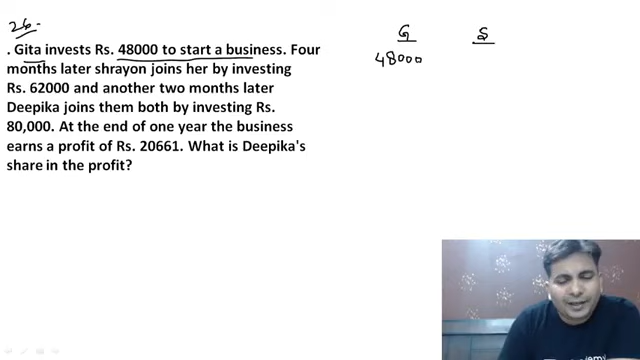 26.
. Gita invests Rs. 48000 to start a business. Four
months later shrayon joins her by investing
Rs. 62000 and another two months later
Deepika joins them both by investing Rs.
80,000. At the end of one year the business
earns a profit of Rs. 20661. What is Deepika's
share in the profit?
G S
48000